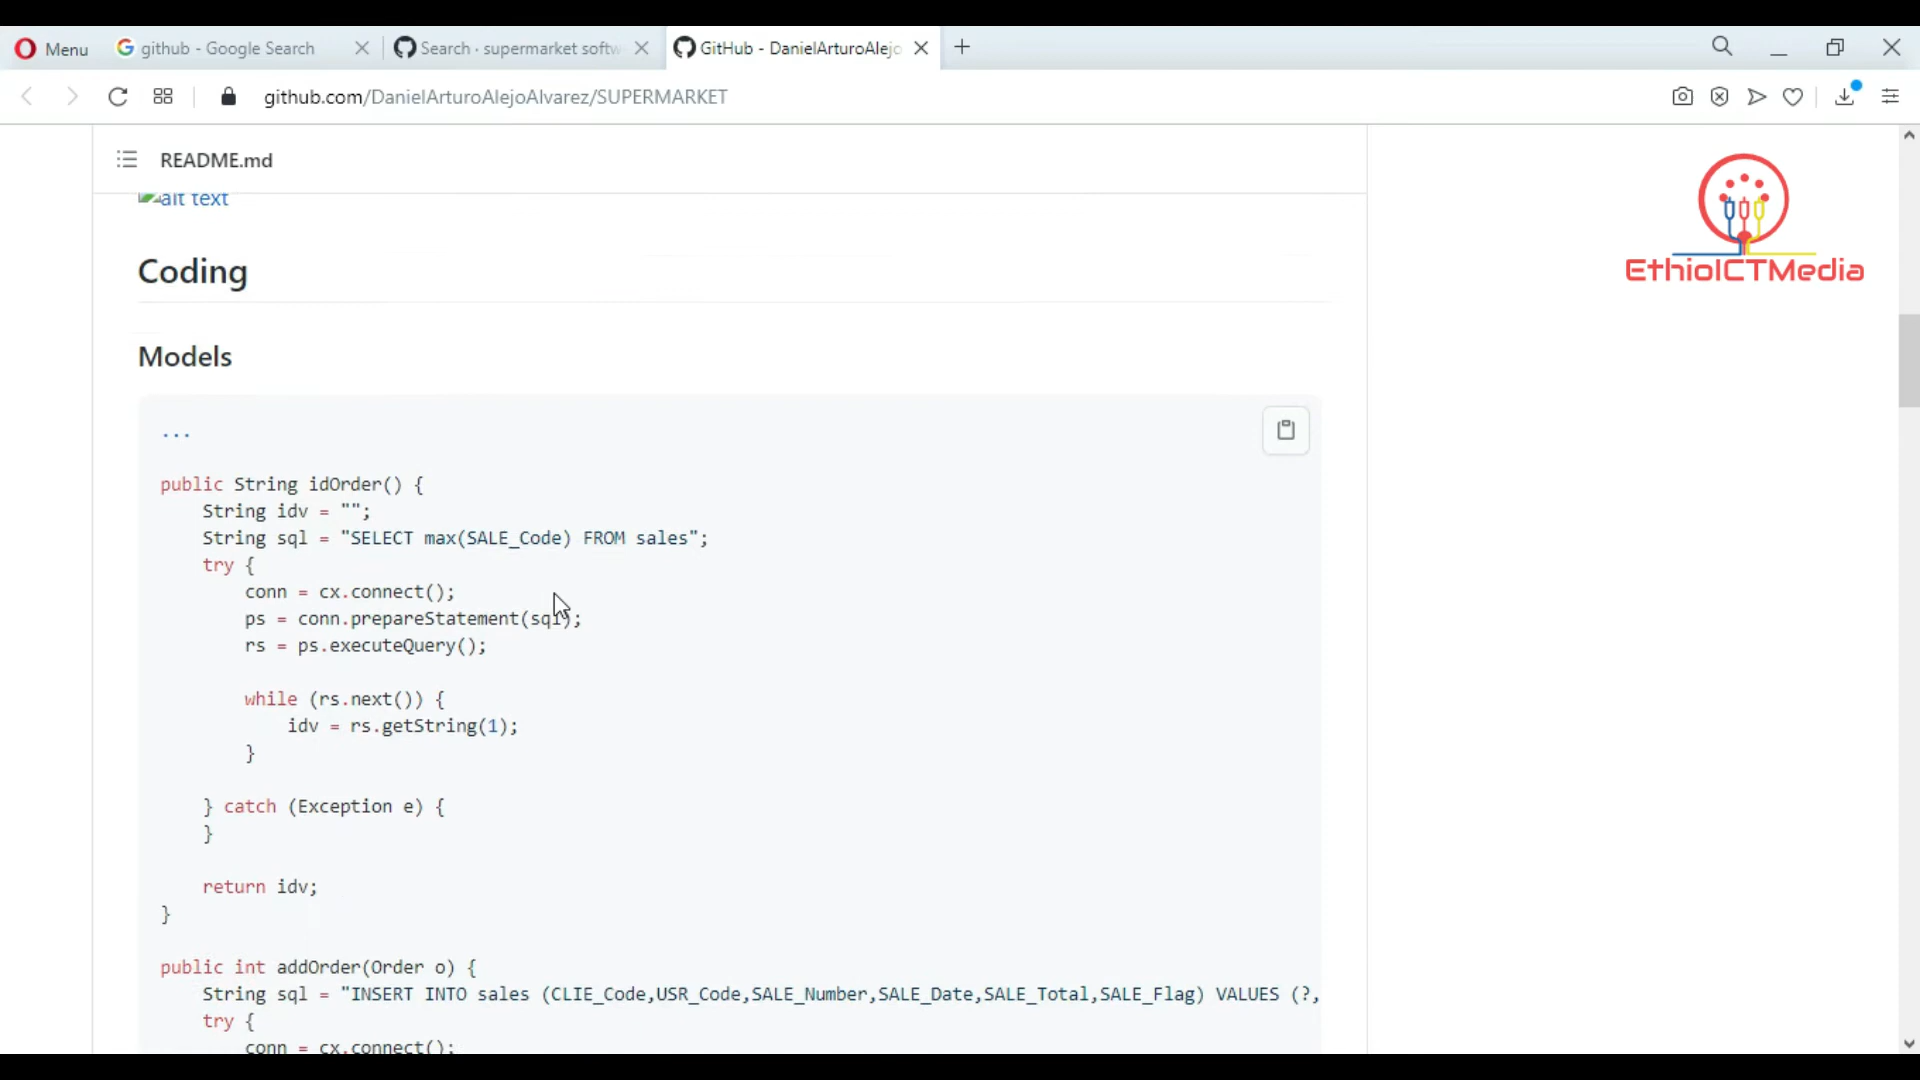 Menu
github - Google Search
Search · supermarket softw
GitHub - DanielArturoAlejo
github.com/DanielArturoAlejoAlvarez/SUPERMARKET
README.md
alt text
EthioICTMedia
Coding
Models
...
public String idOrder() {
String idv = "";
String sql = "SELECT max(SALE_Code) FROM sales";
try {
conn = cx.connect();
ps = conn.prepareStatement(sql);
rs = ps.executeQuery();
while (rs.next()) {
idv = rs.getString(1);
}
} catch (Exception e) {
}
return idv;
}
public int addOrder(Order o) {
String sql = "INSERT INTO sales (CLIE_Code,USR_Code,SALE_Number,SALE_Date,SALE_Total,SALE_Flag) VALUES (?,
try {
conn = cx.connect();